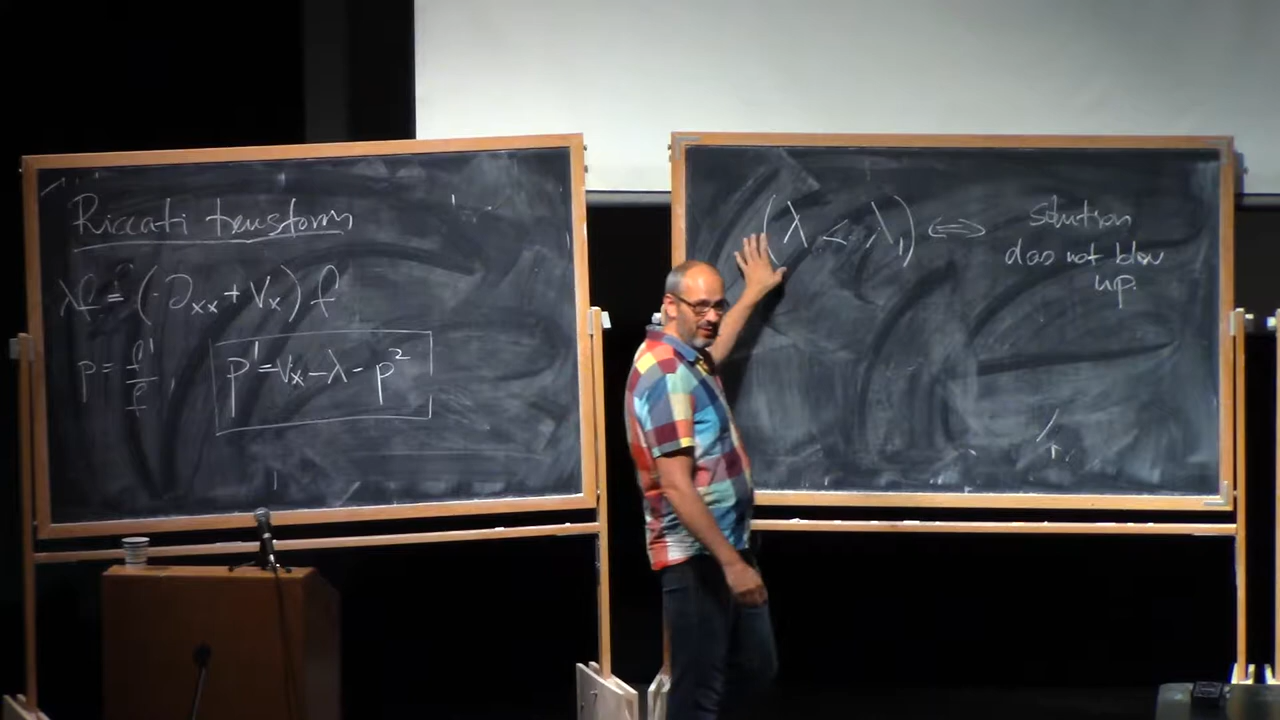 Riccati transform
λf = (-∂xx + Vx) f
p = f'/f, p' = Vx - λ - p²
(λ < λ₁) ⟺ Solution
does not blow
up.